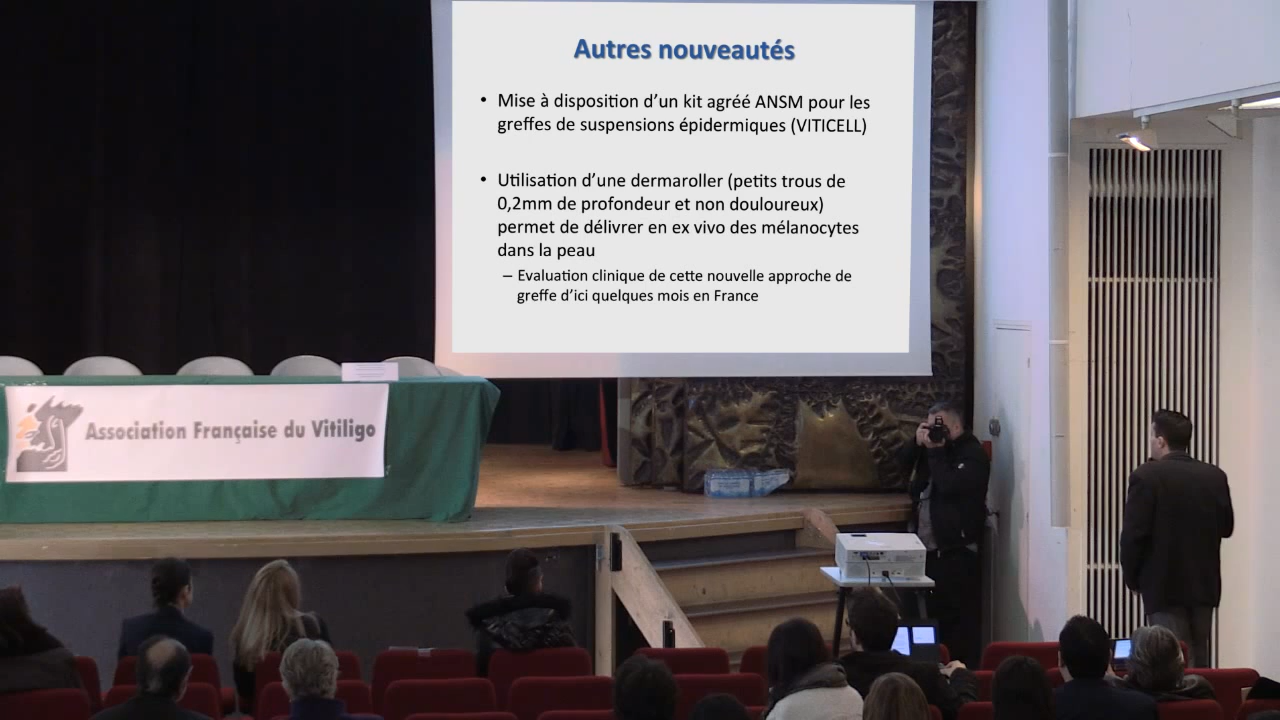 Autres nouveautés
• Mise à disposition d'un kit agréé ANSM pour les
greffes de suspensions épidermiques (VITICELL)
• Utilisation d'une dermaroller (petits trous de
0,2mm de profondeur et non douloureux)
permet de délivrer en ex vivo des mélanocytes
dans la peau
– Evaluation clinique de cette nouvelle approche de
greffe d'ici quelques mois en France
Association Française du Vitiligo